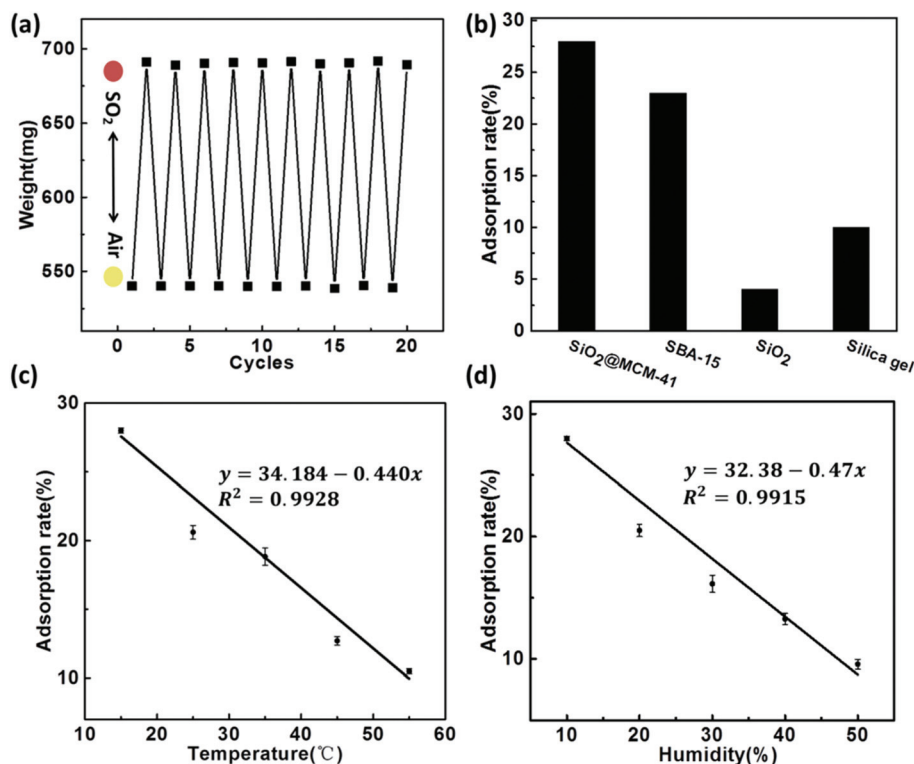 (a)
700
650
600
550
Weight(mg)
SO2
Air
0 5 10 15 20
Cycles
(b)
30
25
20
15
10
5
0
Adsorption rate(%)
SiO2@MCM-41 SBA-15 SiO2 Silica gel
(c)
30
20
10
Adsorption rate(%)
y = 34.184−0.440x
R² = 0.9928
10 20 30 40 50 60
Temperature(℃)
(d)
30
20
10
Adsorption rate(%)
y = 32.38−0.47x
R² = 0.9915
10 20 30 40 50
Humidity(%)